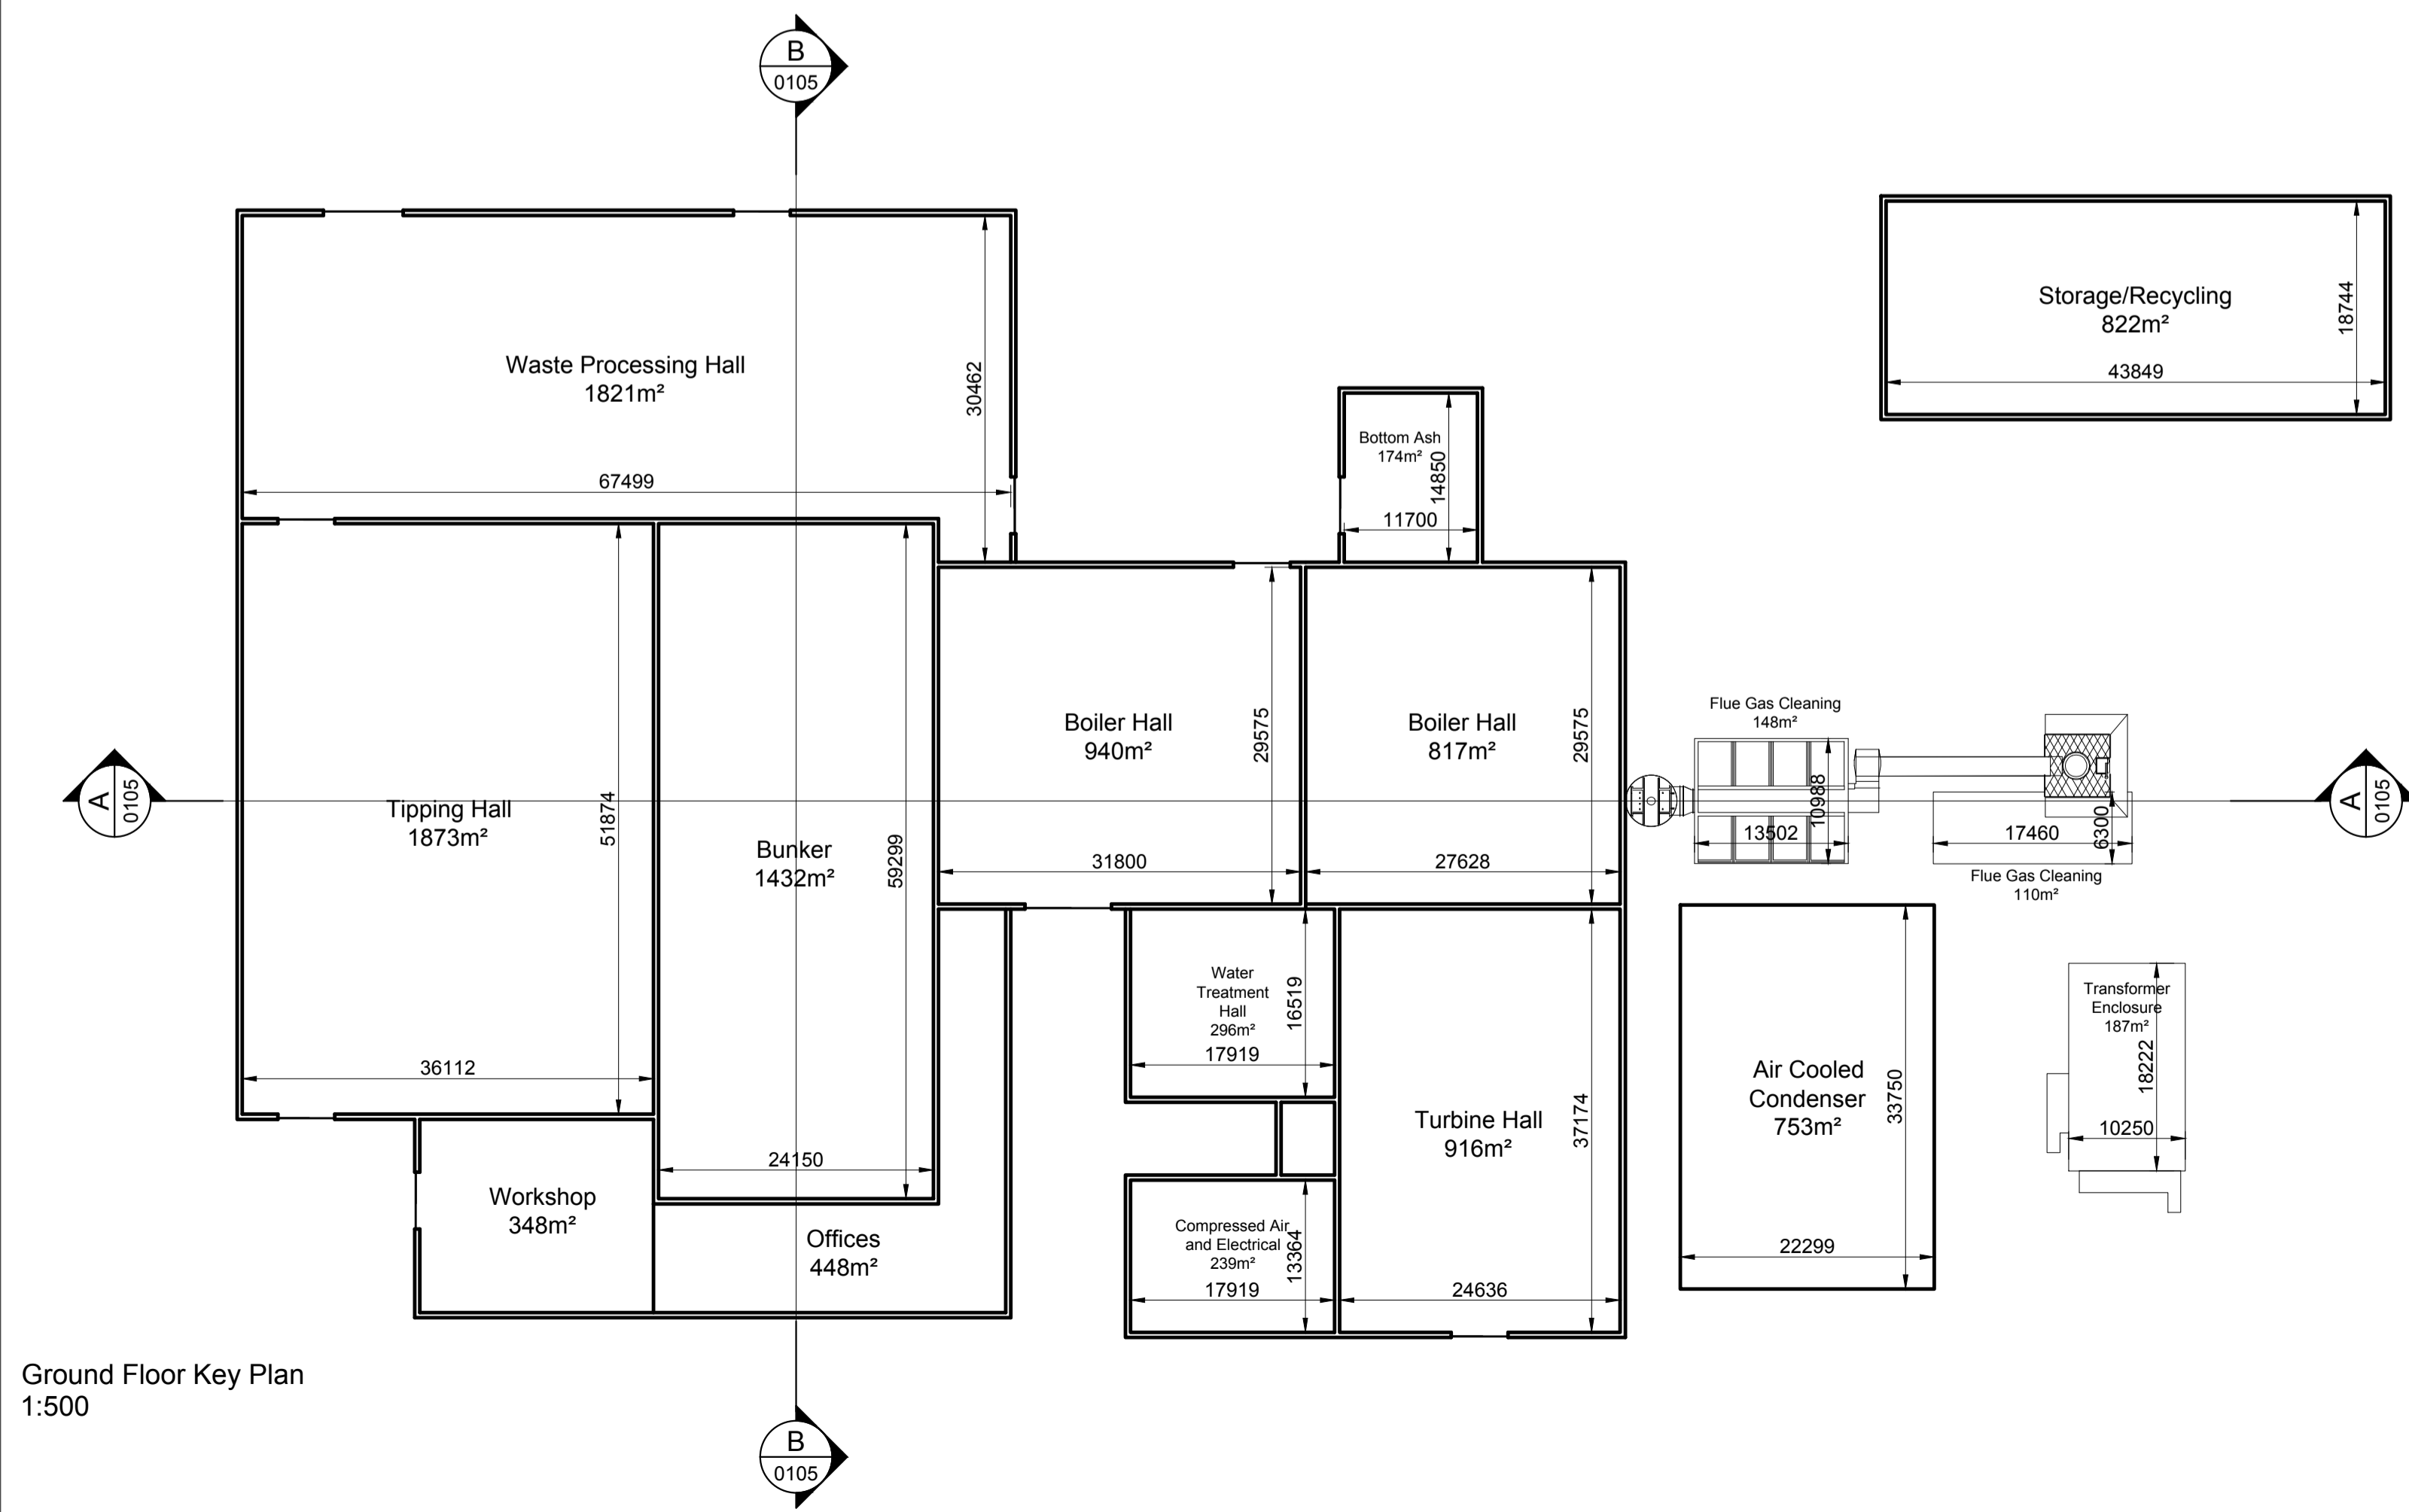 B
0105
Waste Processing Hall
1821m²
30462
67499
Storage/Recycling
822m²
18744
43849
Bottom Ash
174m²
14850
11700
A
0105
Tipping Hall
1873m²
51874
36112
Bunker
1432m²
59299
24150
Boiler Hall
940m²
29575
31800
Boiler Hall
817m²
29575
27628
Flue Gas Cleaning
148m²
10988
13502
17460
6300
Flue Gas Cleaning
110m²
A
0105
Water
Treatment
Hall
296m²
16519
17919
Turbine Hall
916m²
37174
24636
Air Cooled
Condenser
753m²
33750
22299
Transformer
Enclosure
187m²
18222
10250
Workshop
348m²
Offices
448m²
Compressed Air
and Electrical
239m²
13364
17919
Ground Floor Key Plan
1:500
B
0105